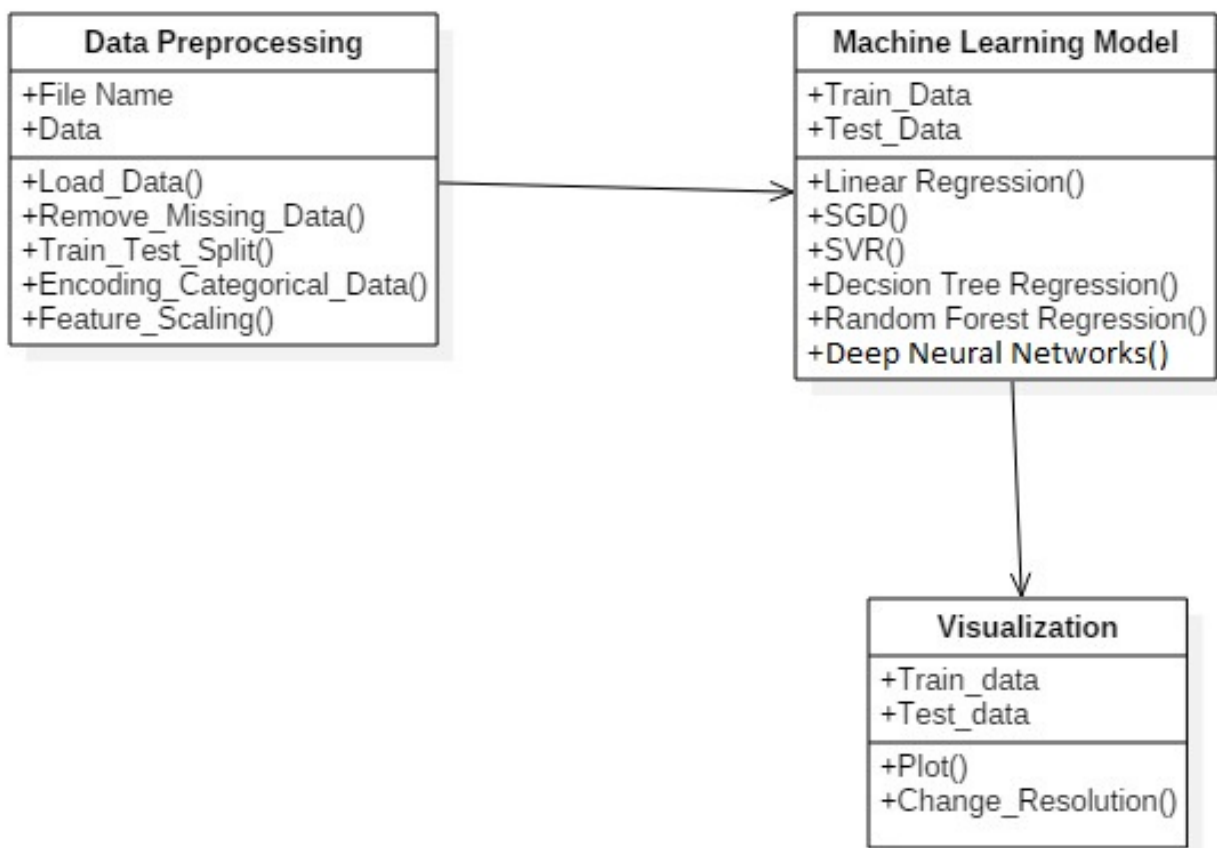 Data Preprocessing
+File Name
+Data
+Load_Data()
+Remove_Missing_Data()
+Train_Test_Split()
+Encoding_Categorical_Data()
+Feature_Scaling()
Machine Learning Model
+Train_Data
+Test_Data
+Linear Regression()
+SGD()
+SVR()
+Decsion Tree Regression()
+Random Forest Regression()
+Deep Neural Networks()
Visualization
+Train_data
+Test_data
+Plot()
+Change_Resolution()